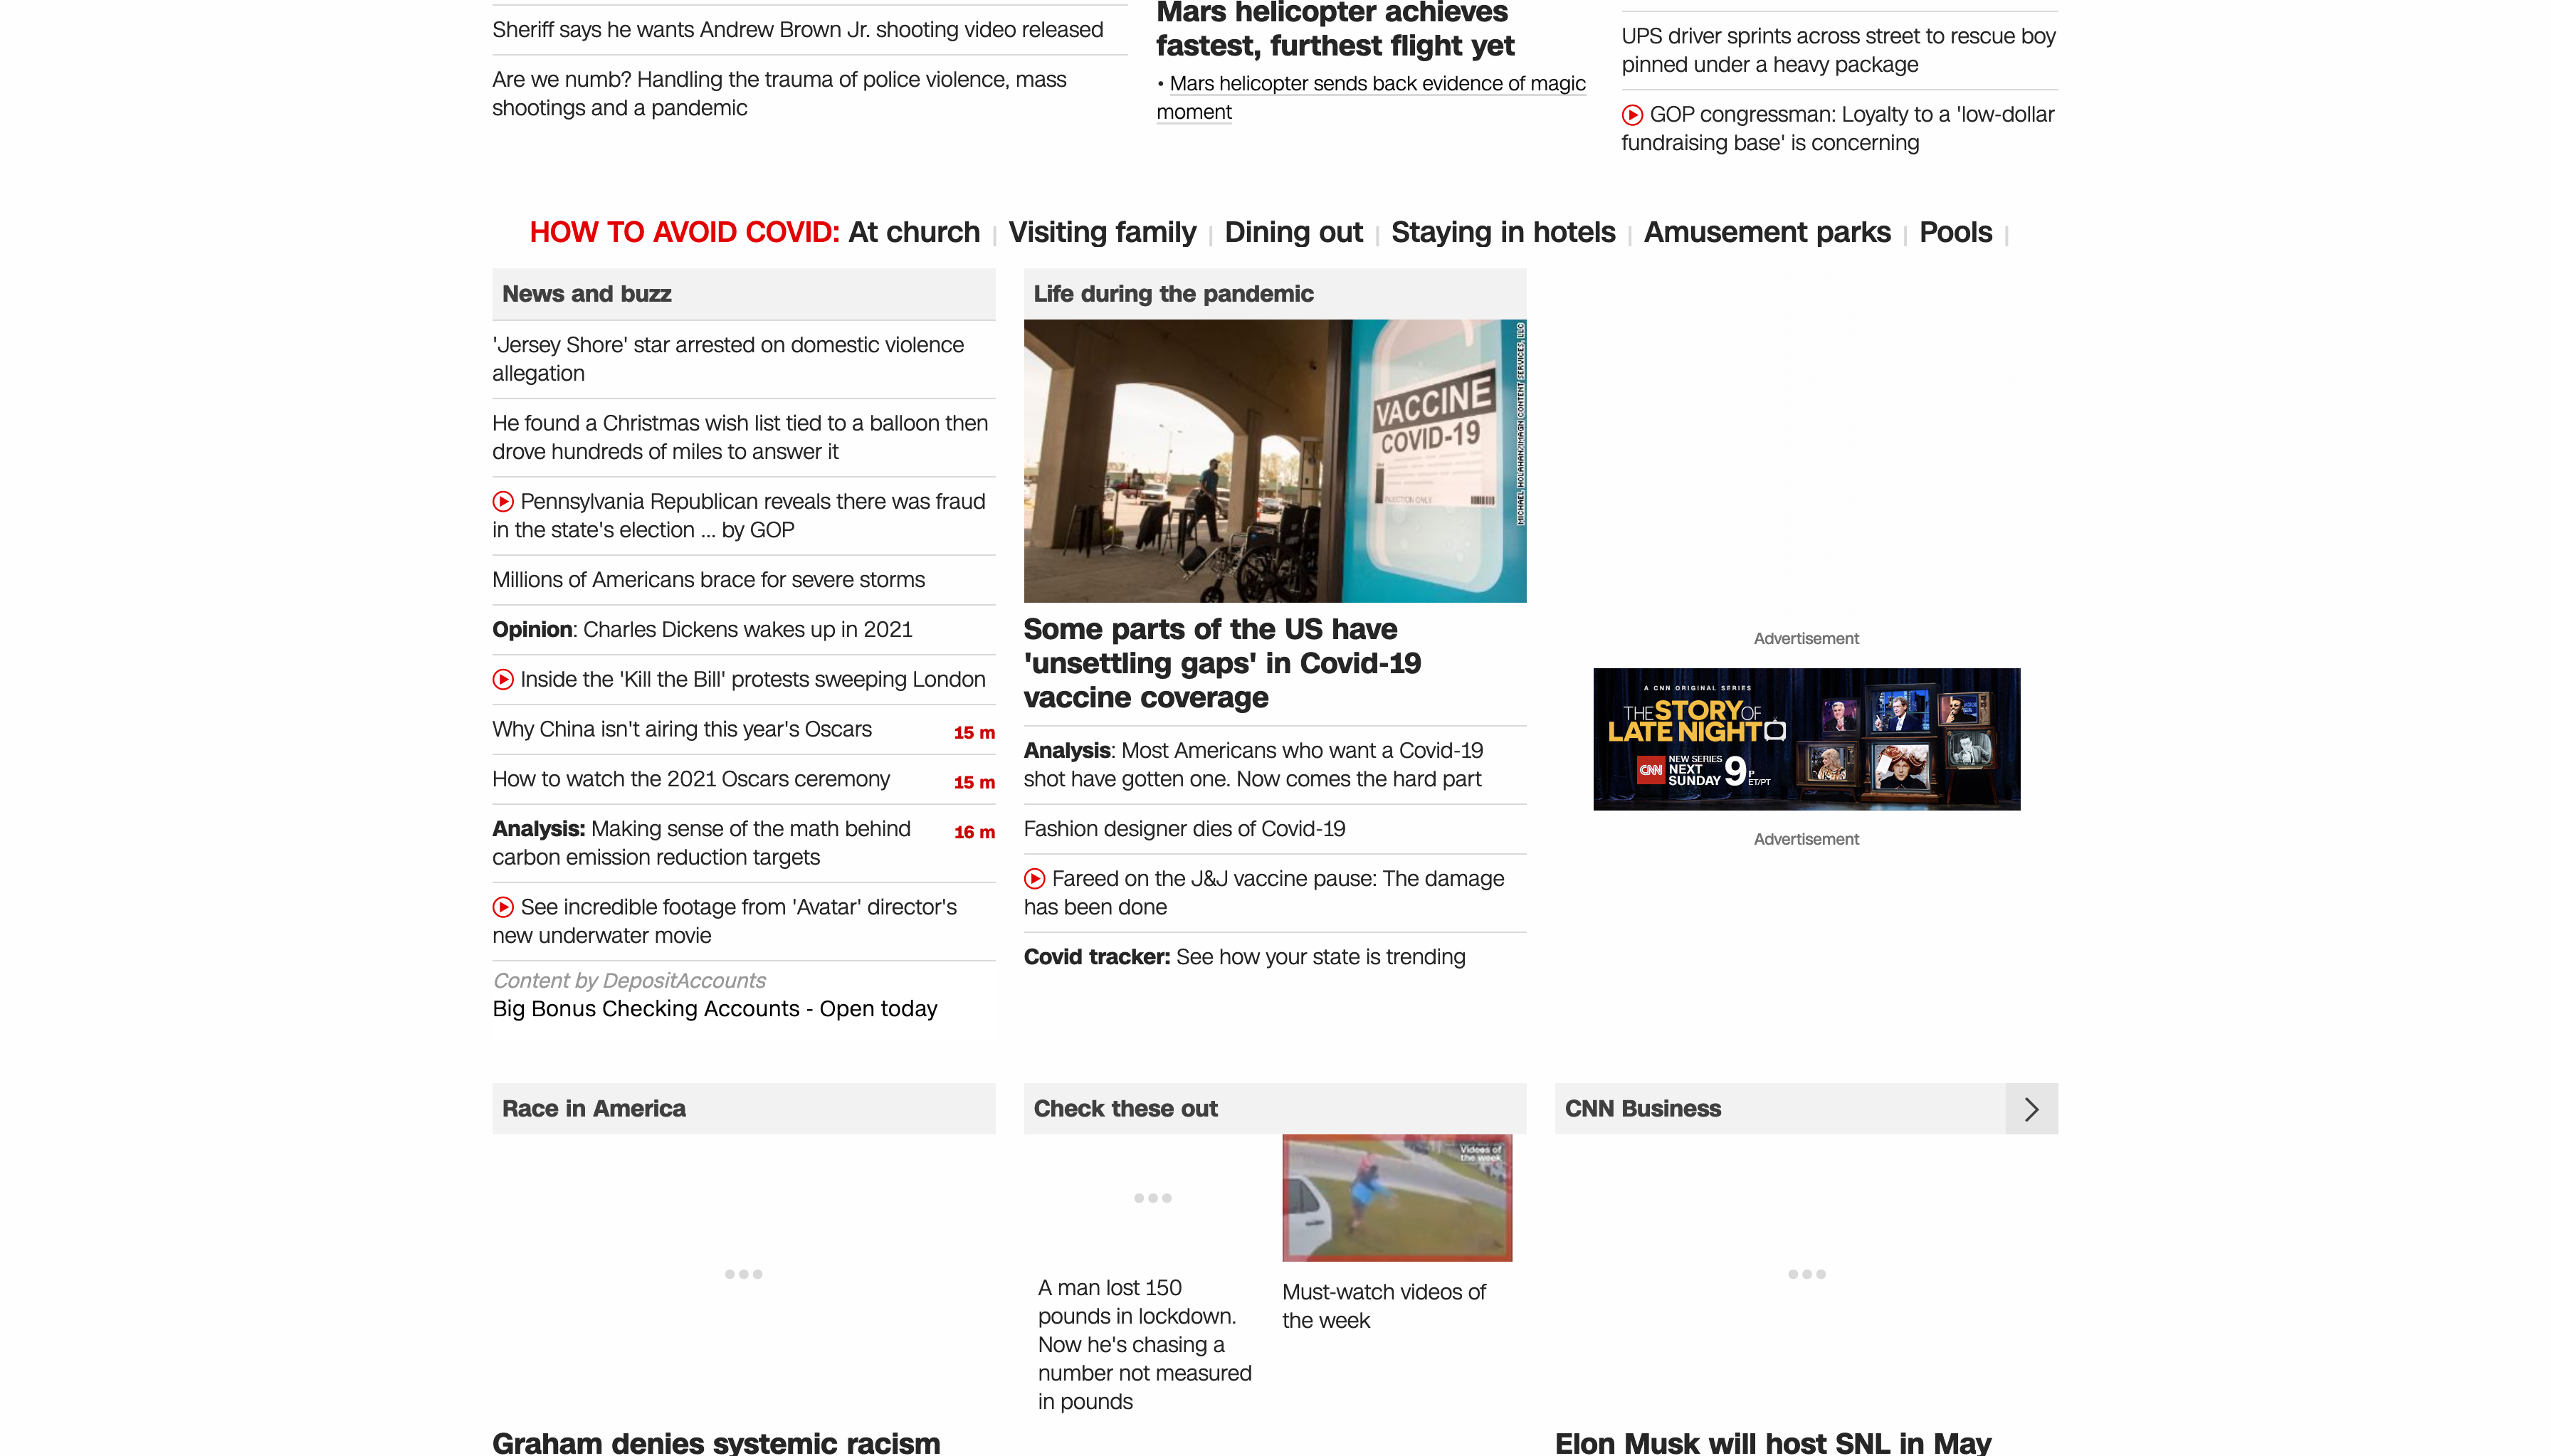 Sheriff says he wants Andrew Brown Jr. shooting video released
Are we numb? Handling the trauma of police violence, mass
shootings and a pandemic
Mars helicopter achieves
fastest, furthest flight yet
• Mars helicopter sends back evidence of magic
moment
UPS driver sprints across street to rescue boy
pinned under a heavy package
GOP congressman: Loyalty to a 'low-dollar
fundraising base' is concerning
HOW TO AVOID COVID: At church | Visiting family | Dining out | Staying in hotels | Amusement parks | Pools |
News and buzz
'Jersey Shore' star arrested on domestic violence
allegation
He found a Christmas wish list tied to a balloon then
drove hundreds of miles to answer it
Pennsylvania Republican reveals there was fraud
in the state's election ... by GOP
Millions of Americans brace for severe storms
Opinion: Charles Dickens wakes up in 2021
Inside the 'Kill the Bill' protests sweeping London
Why China isn't airing this year's Oscars 15 m
How to watch the 2021 Oscars ceremony 15 m
Analysis: Making sense of the math behind 16 m
carbon emission reduction targets
See incredible footage from 'Avatar' director's
new underwater movie
Content by DepositAccounts
Big Bonus Checking Accounts - Open today
Life during the pandemic
VACCINE
COVID-19
INJECTION ONLY
MICHAEL HOLAHAN/IMAGN CONTENT SERVICES, LLC
Some parts of the US have
'unsettling gaps' in Covid-19
vaccine coverage
Analysis: Most Americans who want a Covid-19
shot have gotten one. Now comes the hard part
Fashion designer dies of Covid-19
Fareed on the J&J vaccine pause: The damage
has been done
Covid tracker: See how your state is trending
Advertisement
A CNN ORIGINAL SERIES
THE STORY OF
LATE NIGHT
CNN
NEW SERIES
NEXT
SUNDAY
9P
ET/PT
Advertisement
Race in America
Graham denies systemic racism
Check these out
A man lost 150
pounds in lockdown.
Now he's chasing a
number not measured
in pounds
Videos of
the week
Must-watch videos of
the week
CNN Business
Elon Musk will host SNL in May